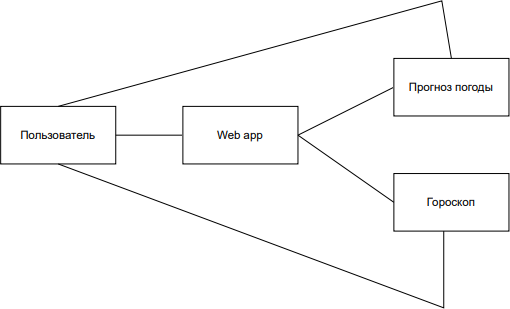 Прогноз погоды
Пользователь
Web app
Гороскоп